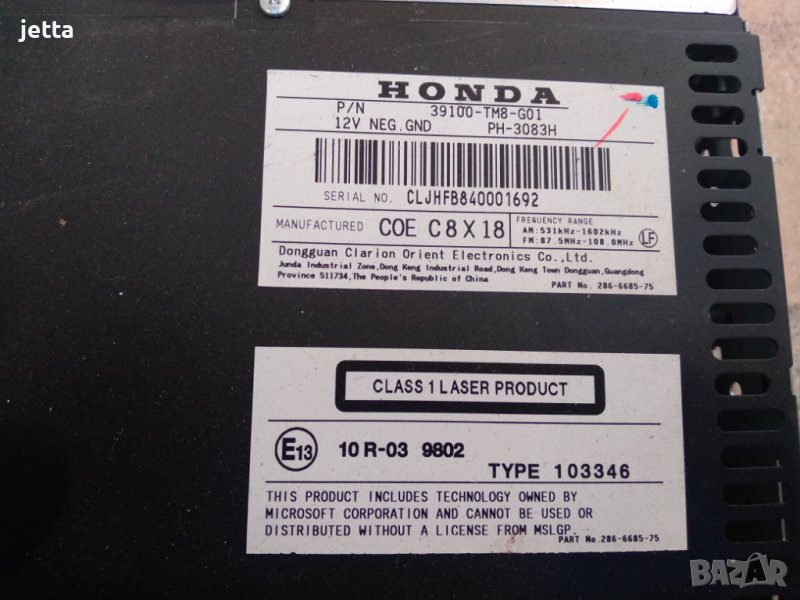 jetta
HONDA
P/N 39100-TM8-G01
12V NEG.GND PH-3083H
SERIAL NO. CLJHFB840001692
MANUFACTURED COE C8X18
FREQUENCY RANGE
AM:531kHz-1602kHz
FM:87.5MHz-108.0MHz
LF
Dongguan Clarion Orient Electronics Co.,Ltd.
Junda Industrial Zone,Dong Keng Industrial Road,Dong Keng Town Dongguan,Guangdong
Province 511734,The People's Republic of China
PART No. 286-6685-75
CLASS 1 LASER PRODUCT
E13 10R-03 9802
TYPE 103346
THIS PRODUCT INCLUDES TECHNOLOGY OWNED BY
MICROSOFT CORPORATION AND CANNOT BE USED OR
DISTRIBUTED WITHOUT A LICENSE FROM MSLGP.
PART No.286-6685-75
BAZAR